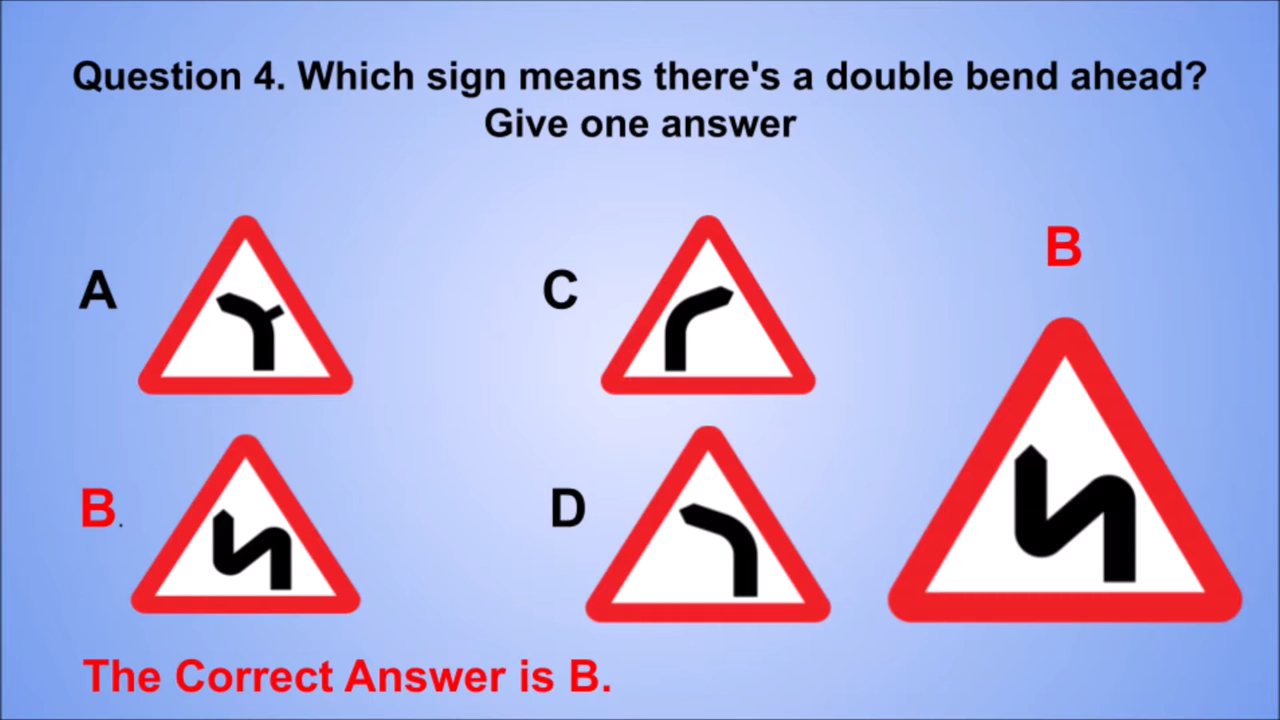 Question 4. Which sign means there's a double bend ahead?
Give one answer
A
C
B
B.
D
The Correct Answer is B.